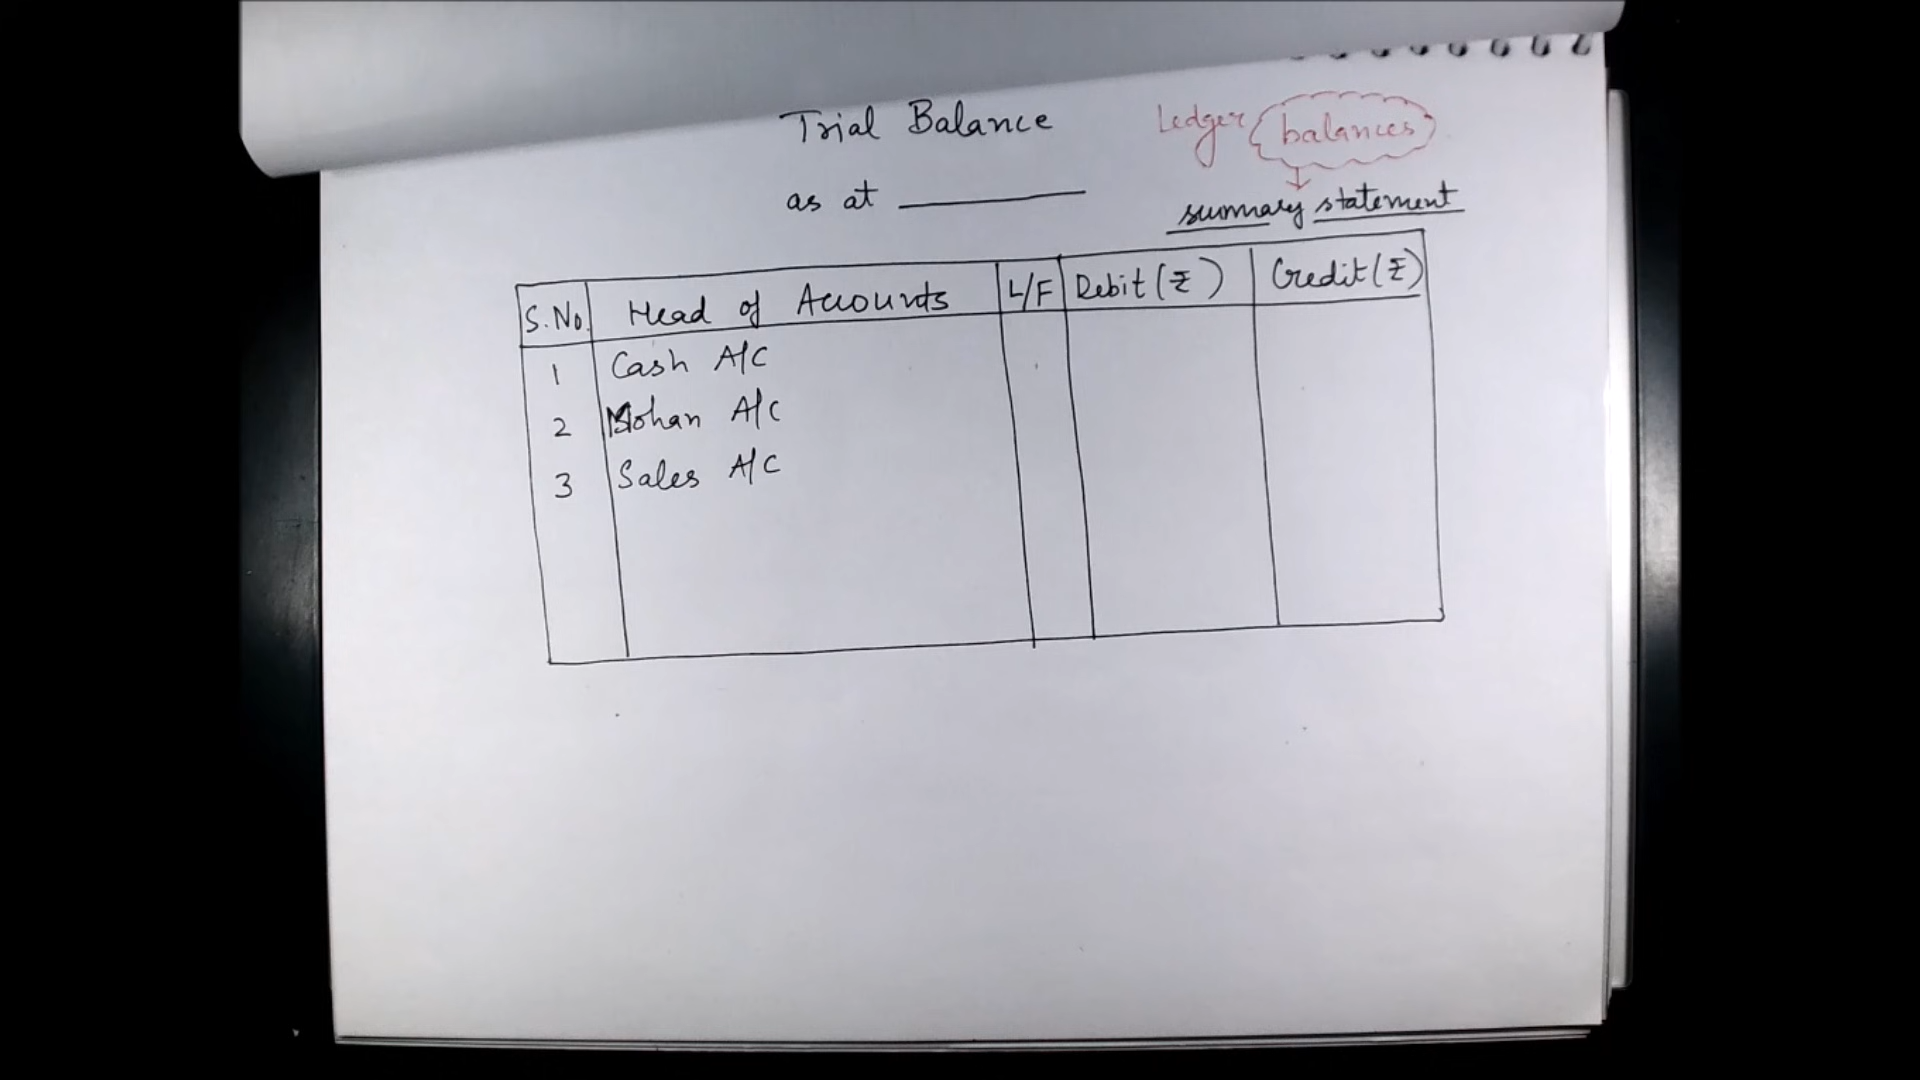 Trial Balance
Ledger balances
as at
summary statement
S.No. Head of Accounts L/F Debit (₹) Credit (₹)
1 Cash A/C
2 Mohan A/C
3 Sales A/C